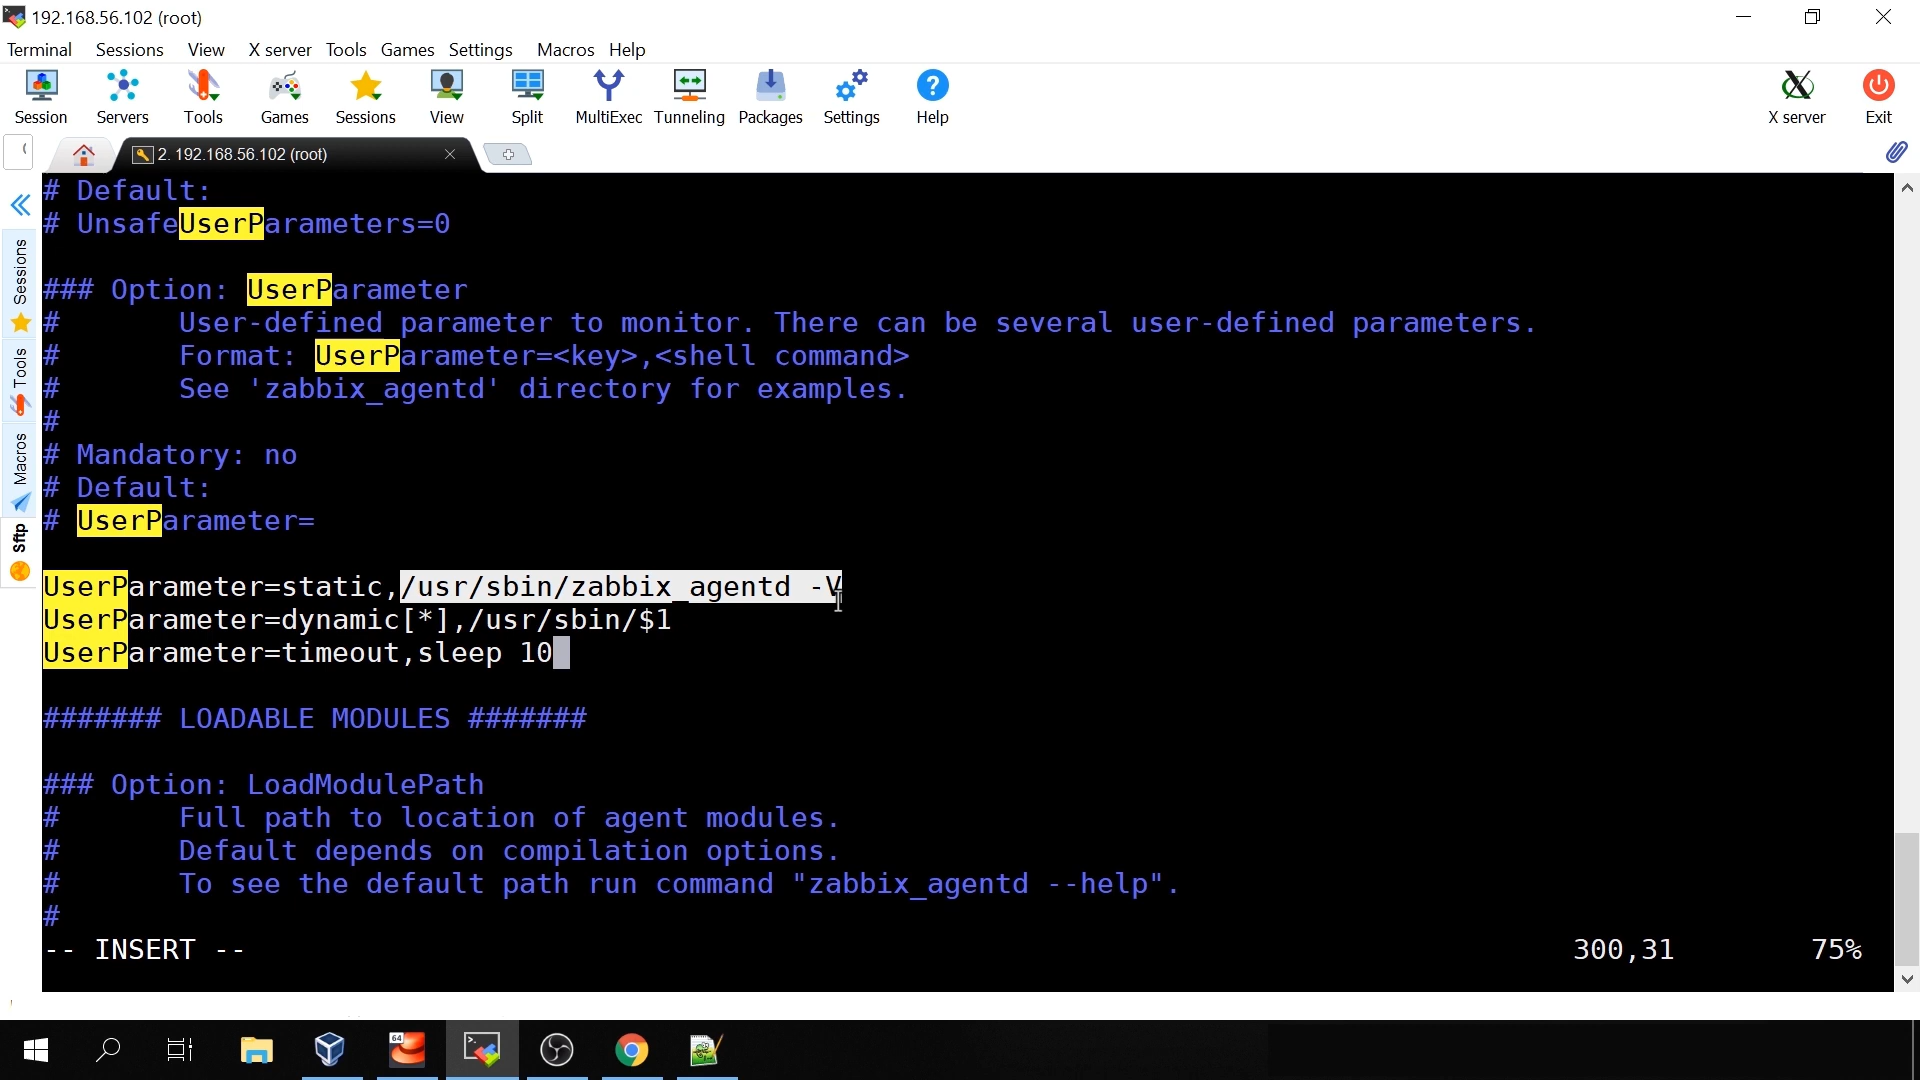 192.168.56.102 (root)
Terminal Sessions View X server Tools Games Settings Macros Help
Session Servers Tools Games Sessions View Split MultiExec Tunneling Packages Settings Help X server Exit
2. 192.168.56.102 (root)
Sessions
Tools
Macros
Sftp
# Default:
# UnsafeUserParameters=0
### Option: UserParameter
# User-defined parameter to monitor. There can be several user-defined parameters.
# Format: UserParameter=<key>,<shell command>
# See 'zabbix_agentd' directory for examples.
#
# Mandatory: no
# Default:
# UserParameter=
UserParameter=static,/usr/sbin/zabbix_agentd -V
UserParameter=dynamic[*],/usr/sbin/$1
UserParameter=timeout,sleep 10
####### LOADABLE MODULES #######
### Option: LoadModulePath
# Full path to location of agent modules.
# Default depends on compilation options.
# To see the default path run command "zabbix_agentd --help".
#
-- INSERT -- 300,31 75%
64